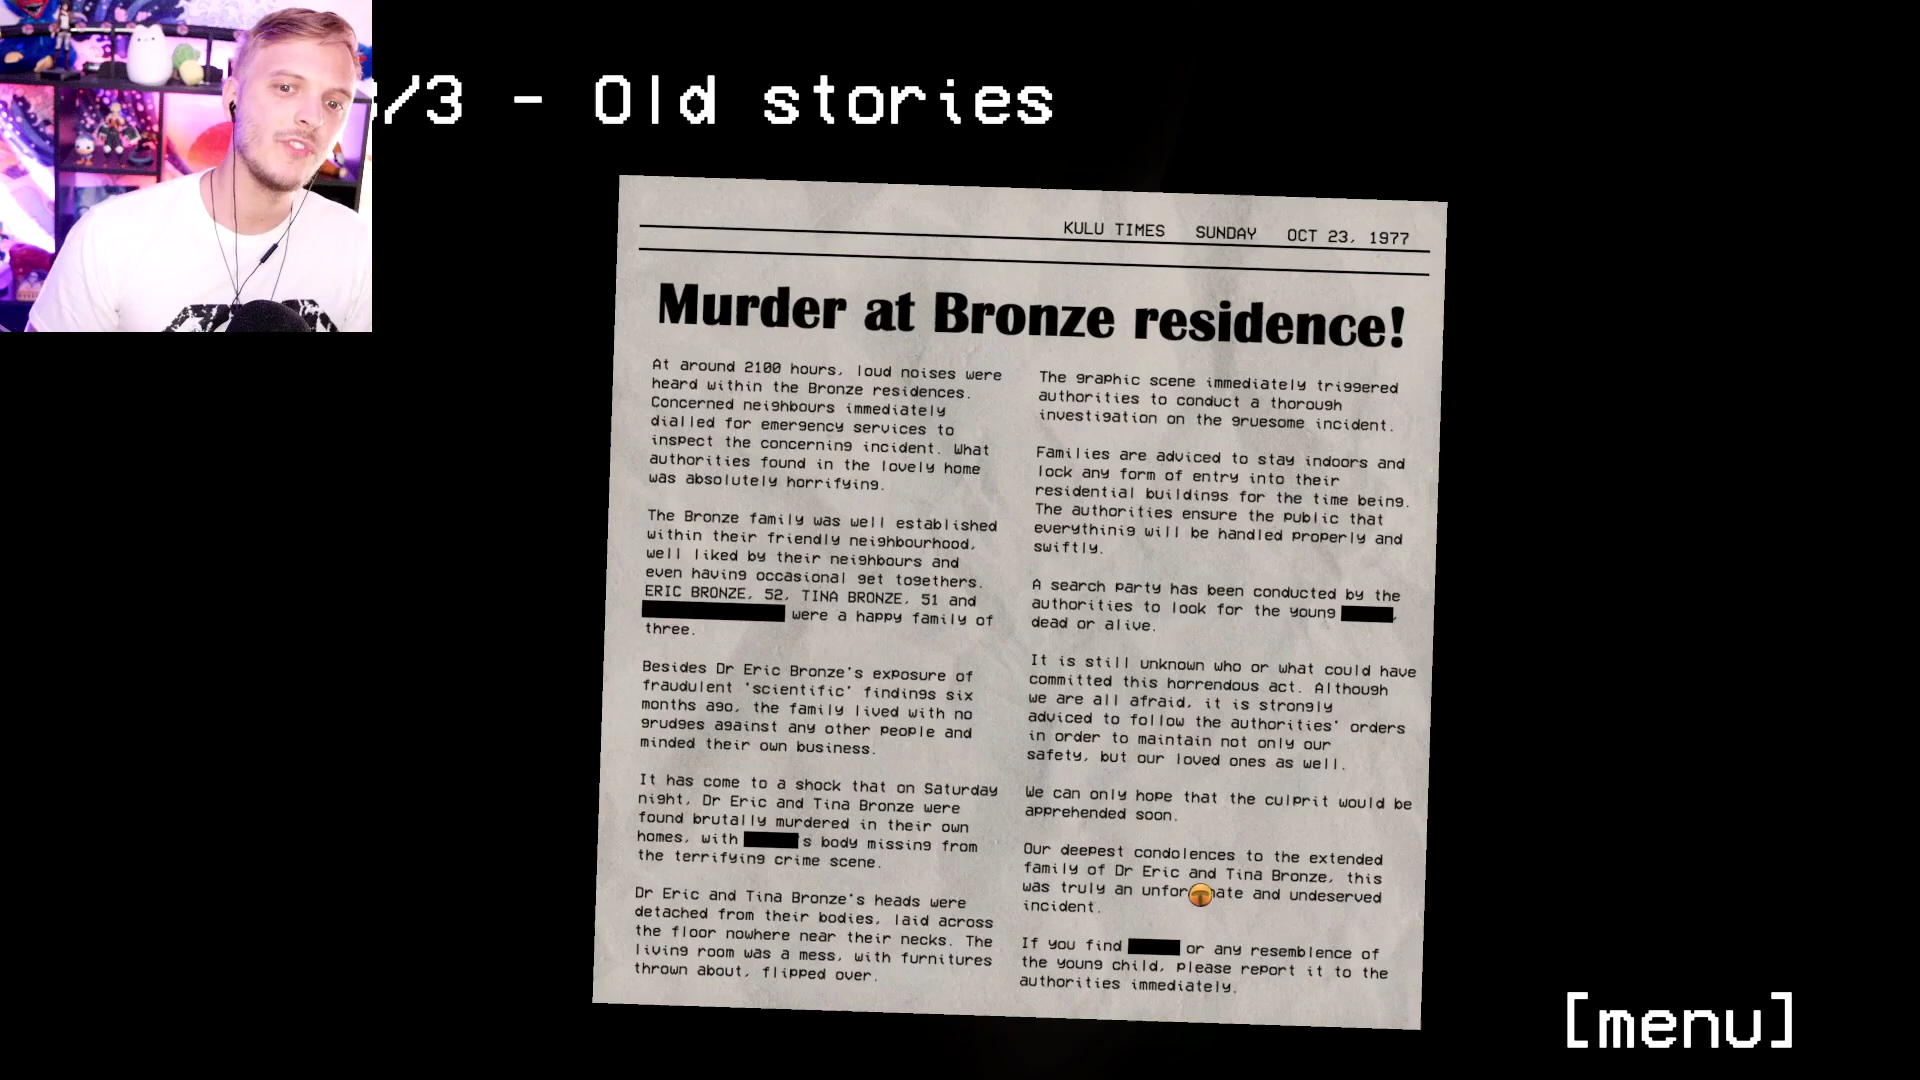 /3 - Old stories
KULU TIMES SUNDAY OCT 23, 1977
Murder at Bronze residence!
At around 2100 hours, loud noises were
heard within the Bronze residences.
Concerned neighbours immediately
dialled for emergency services to
inspect the concerning incident. What
authorities found in the lovely home
was absolutely horrifying.
The Bronze family was well established
within their friendly neighbourhood,
well liked by their neighbours and
even having occasional get togethers.
ERIC BRONZE, 52, TINA BRONZE, 51 and
were a happy family of
three.
Besides Dr Eric Bronze's exposure of
fraudulent 'scientific' findings six
months ago, the family lived with no
grudges against any other people and
minded their own business.
It has come to a shock that on Saturday
night, Dr Eric and Tina Bronze were
found brutally murdered in their own
homes, with s body missing from
the terrifying crime scene.
Dr Eric and Tina Bronze's heads were
detached from their bodies, laid across
the floor nowhere near their necks. The
living room was a mess, with furnitures
thrown about, flipped over.
The graphic scene immediately triggered
authorities to conduct a thorough
investigation on the gruesome incident.
Families are adviced to stay indoors and
lock any form of entry into their
residential buildings for the time being.
The authorities ensure the public that
everythinig will be handled properly and
swiftly.
A search party has been conducted by the
authorities to look for the young ,
dead or alive.
It is still unknown who or what could have
committed this horrendous act. Although
we are all afraid, it is strongly
adviced to follow the authorities' orders
in order to maintain not only our
safety, but our loved ones as well.
We can only hope that the culprit would be
apprehended soon.
Our deepest condolences to the extended
family of Dr Eric and Tina Bronze, this
was truly an and undeserved
incident.
If you find or any resemblence of
the young child, please report it to the
authorities immediately.
[menu]